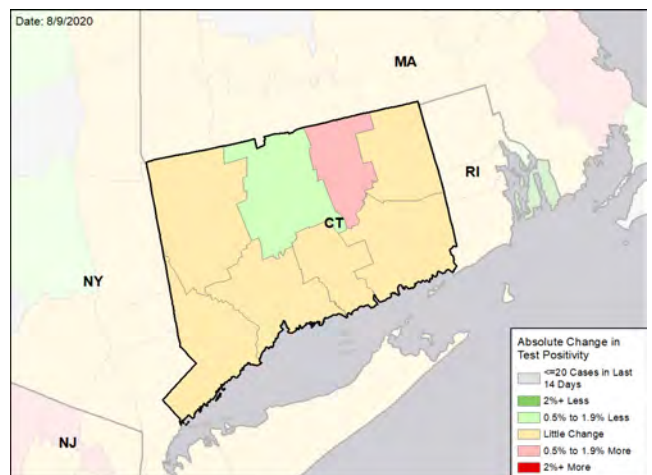 Date: 8/9/2020
MA
RI
CT
NY
NJ
Absolute Change in
Test Positivity
<=20 Cases in Last
14 Days
2%+ Less
0.5% to 1.9% Less
Little Change
0.5% to 1.9% More
2%+ More